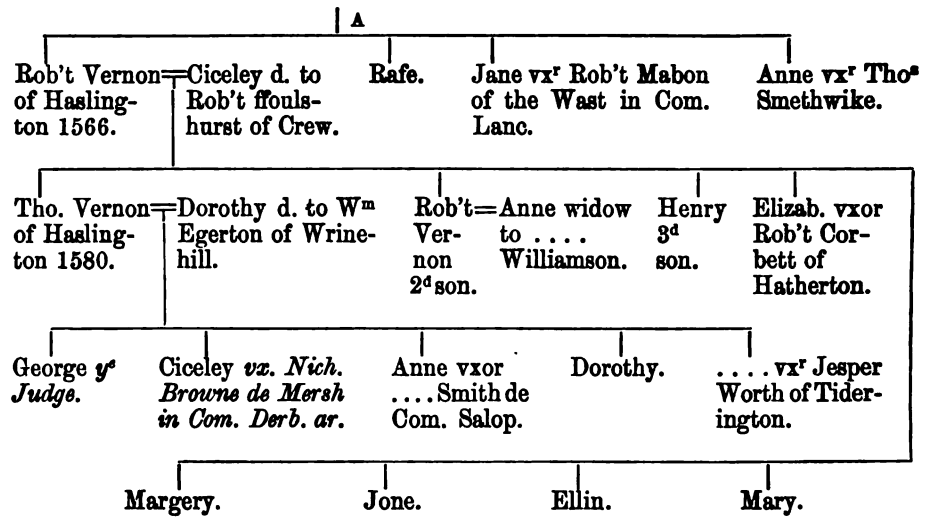 A
Rob't Vernon=Ciceley d. to
of Hasling-
ton 1566.
Rob't ffouls-
hurst of Crew.
Rafe.
Jane vxʳ Rob't Mabon
of the Wast in Com.
Lanc.
Anne vxʳ Thoˢ
Smethwike.
Tho. Vernon=Dorothy d. to Wᵐ
of Hasling-
ton 1580.
Egerton of Wrine-
hill.
Rob't=Anne widow
Ver-
non
2ᵈ son.
to ....
Williamson.
Henry
3ᵈ
son.
Elizab. vxor
Rob't Cor-
bett of
Hatherton.
George yᵉ
Judge.
Ciceley vx. Nich.
Browne de Mersh
in Com. Derb. ar.
Anne vxor
....Smith de
Com. Salop.
Dorothy.
....vxʳ Jesper
Worth of Tider-
ington.
Margery.
Jone.
Ellin.
Mary.